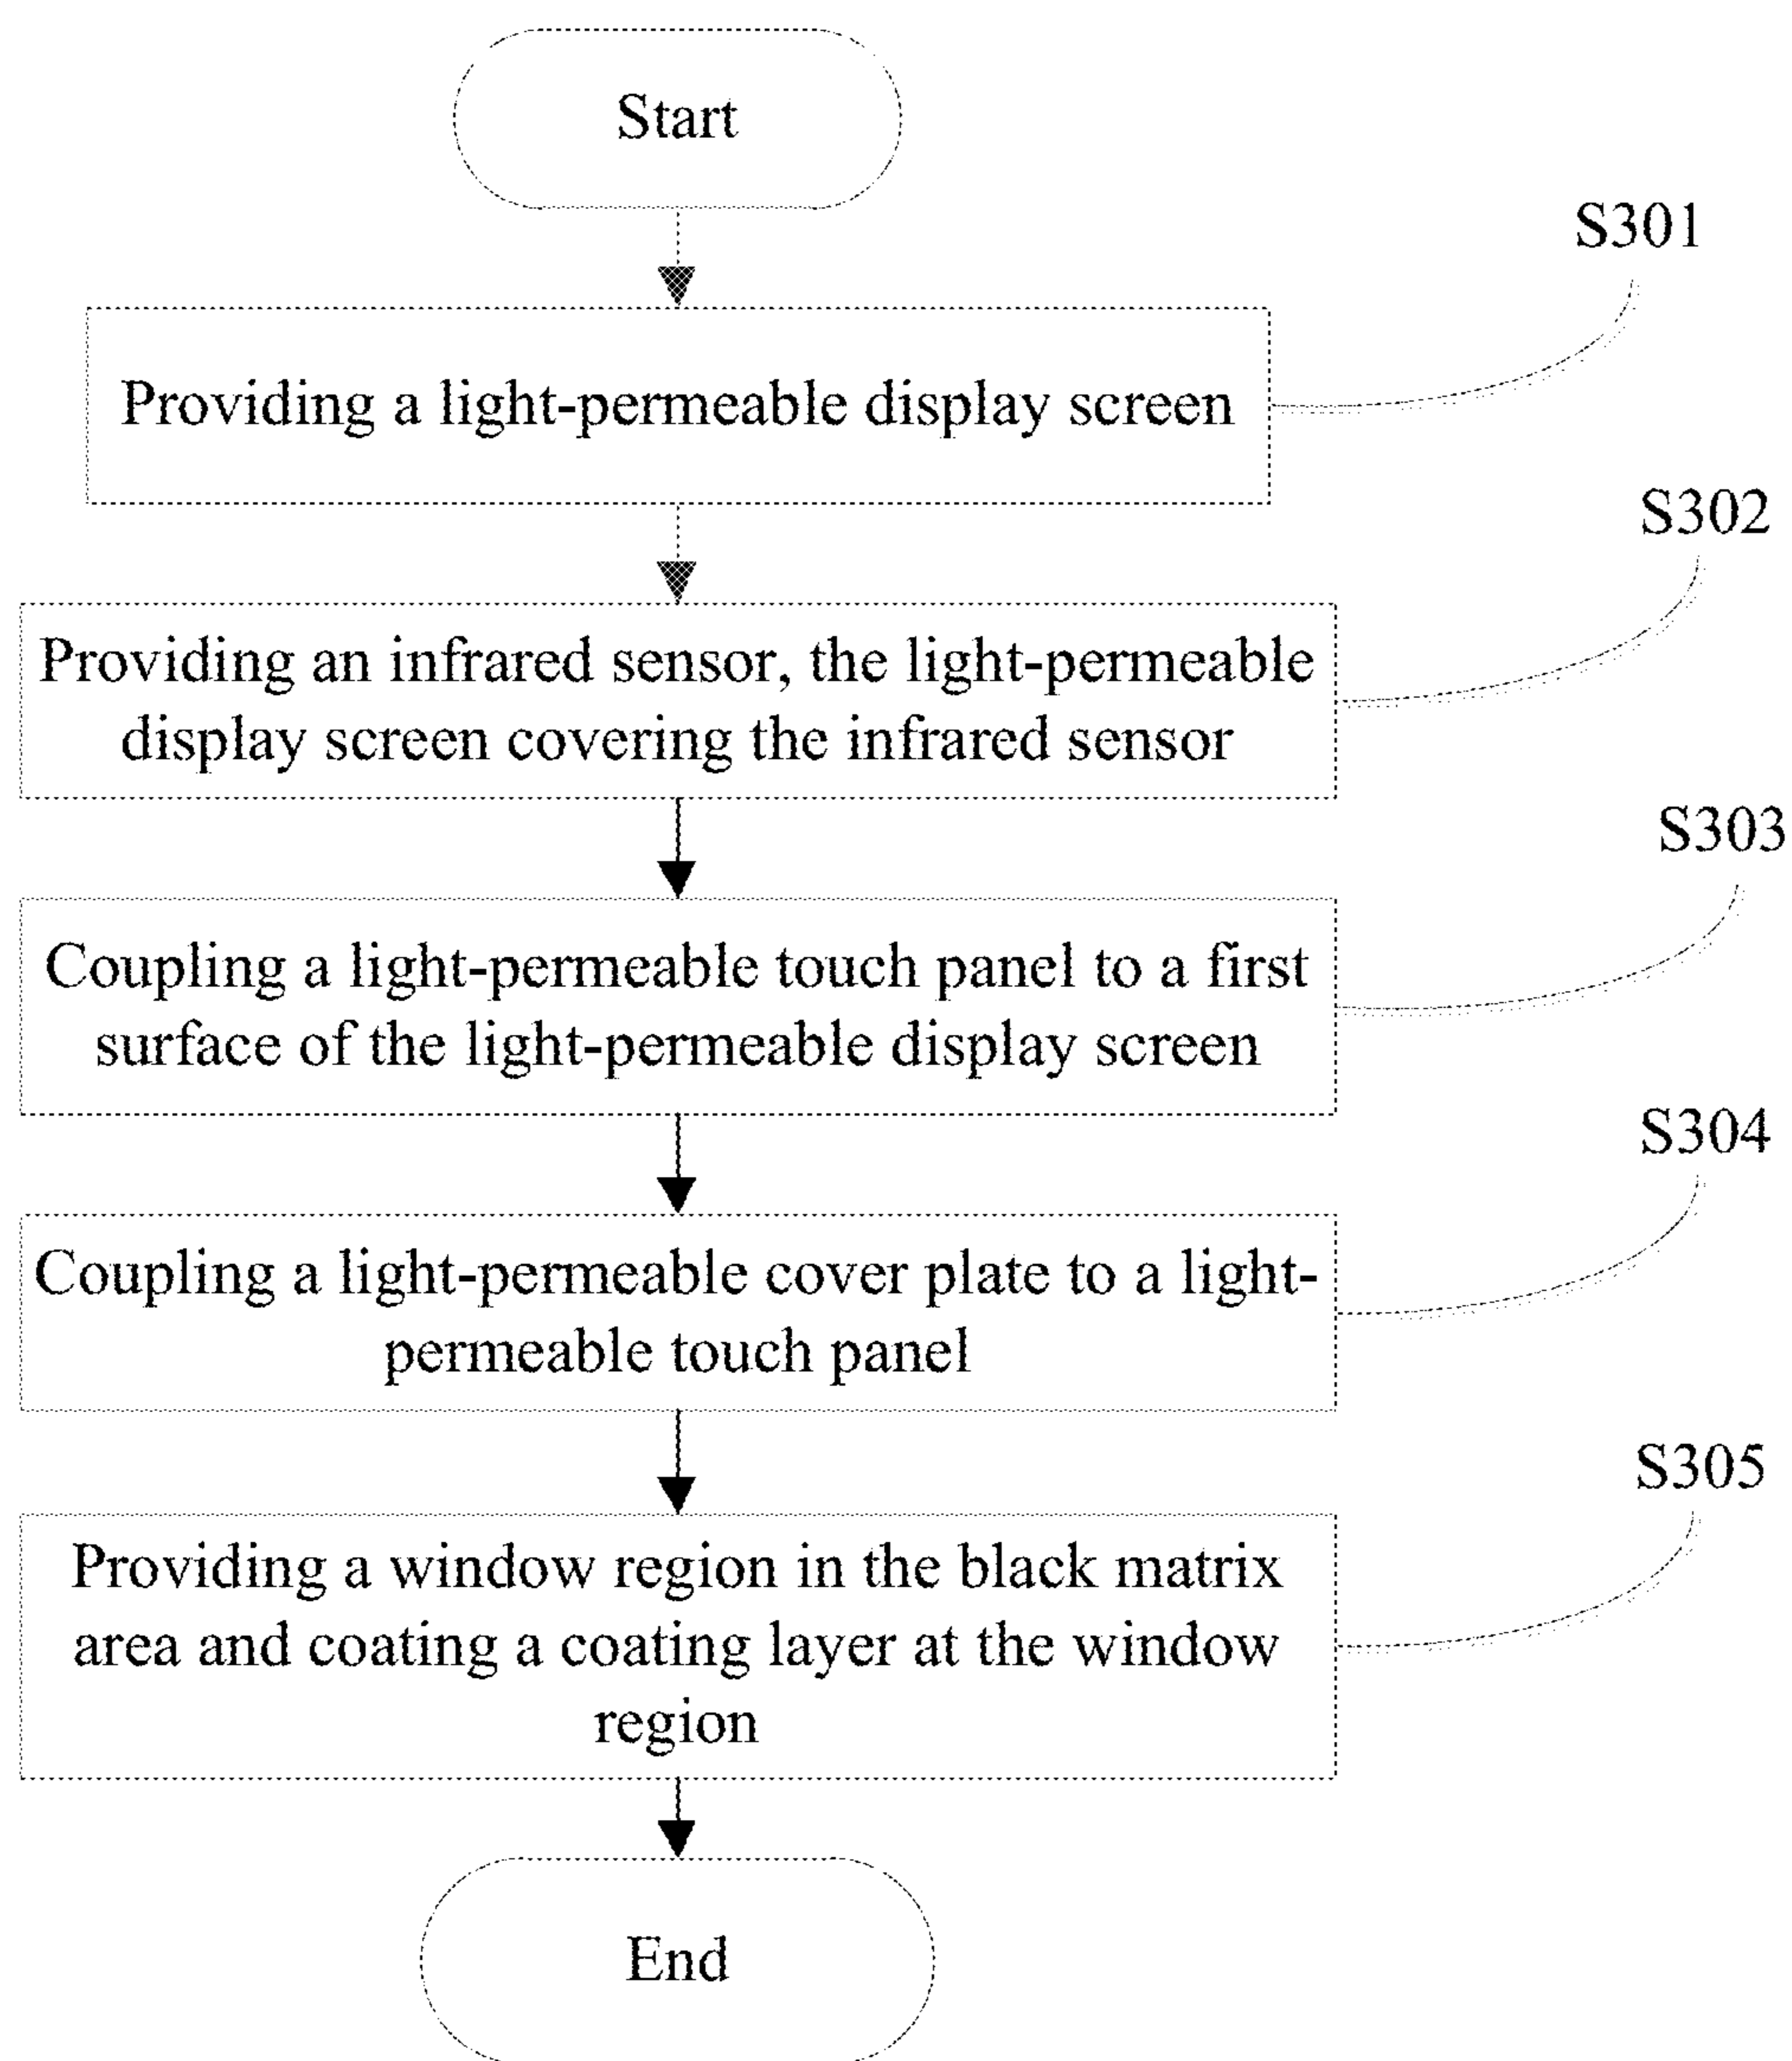 Start
S301
Providing a light-permeable display screen
S302
Providing an infrared sensor, the light-permeable
display screen covering the infrared sensor
S303
Coupling a light-permeable touch panel to a first
surface of the light-permeable display screen
S304
Coupling a light-permeable cover plate to a light-
permeable touch panel
S305
Providing a window region in the black matrix
area and coating a coating layer at the window
region
End